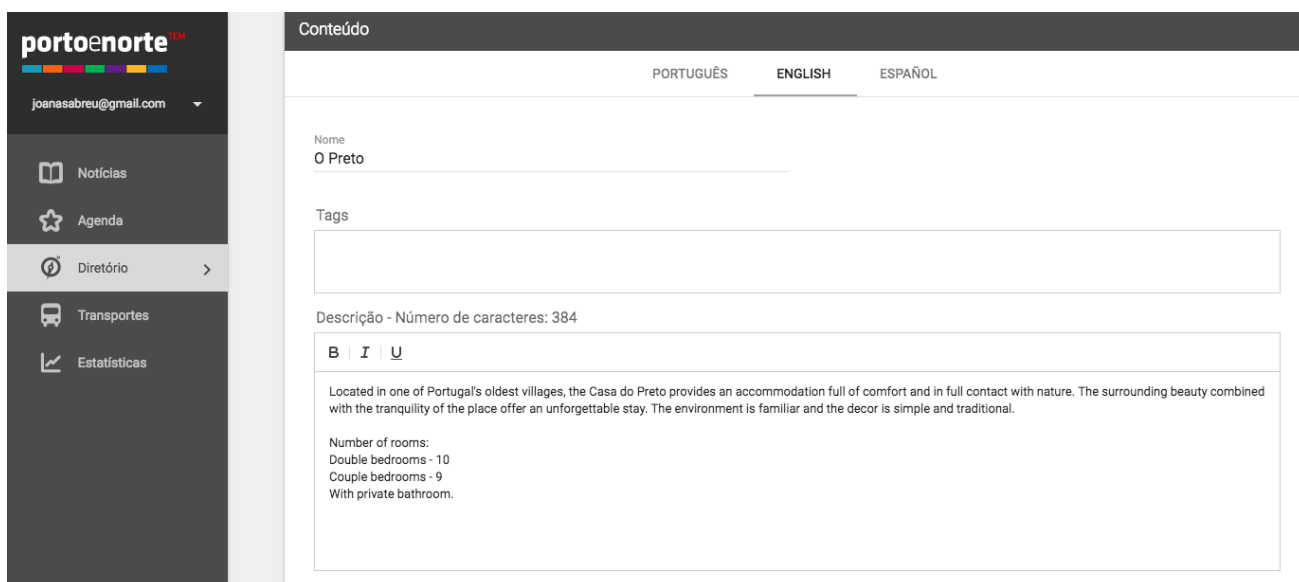 portoenorte TEM
joanasabreu@gmail.com
Notícias
Agenda
Diretório
Transportes
Estatísticas
Conteúdo
PORTUGUÊS ENGLISH ESPAÑOL
Nome
O Preto
Tags
Descrição - Número de caracteres: 384
B I U
Located in one of Portugal's oldest villages, the Casa do Preto provides an accommodation full of comfort and in full contact with nature. The surrounding beauty combined
with the tranquility of the place offer an unforgettable stay. The environment is familiar and the decor is simple and traditional.
Number of rooms:
Double bedrooms - 10
Couple bedrooms - 9
With private bathroom.